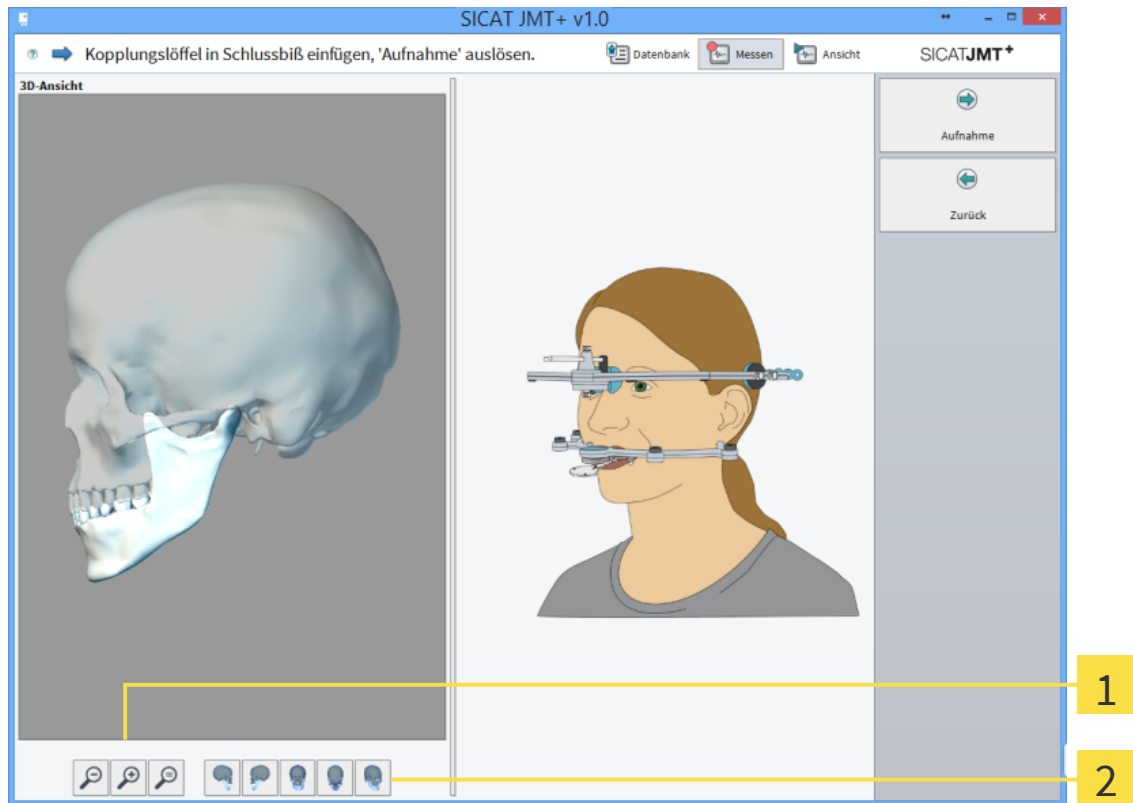 SICAT JMT+ v1.0
Kopplungslöffel in Schlussbiß einfügen, 'Aufnahme' auslösen.
Datenbank
Messen
Ansicht
SICATJMT+
3D-Ansicht
Aufnahme
Zurück
1
2